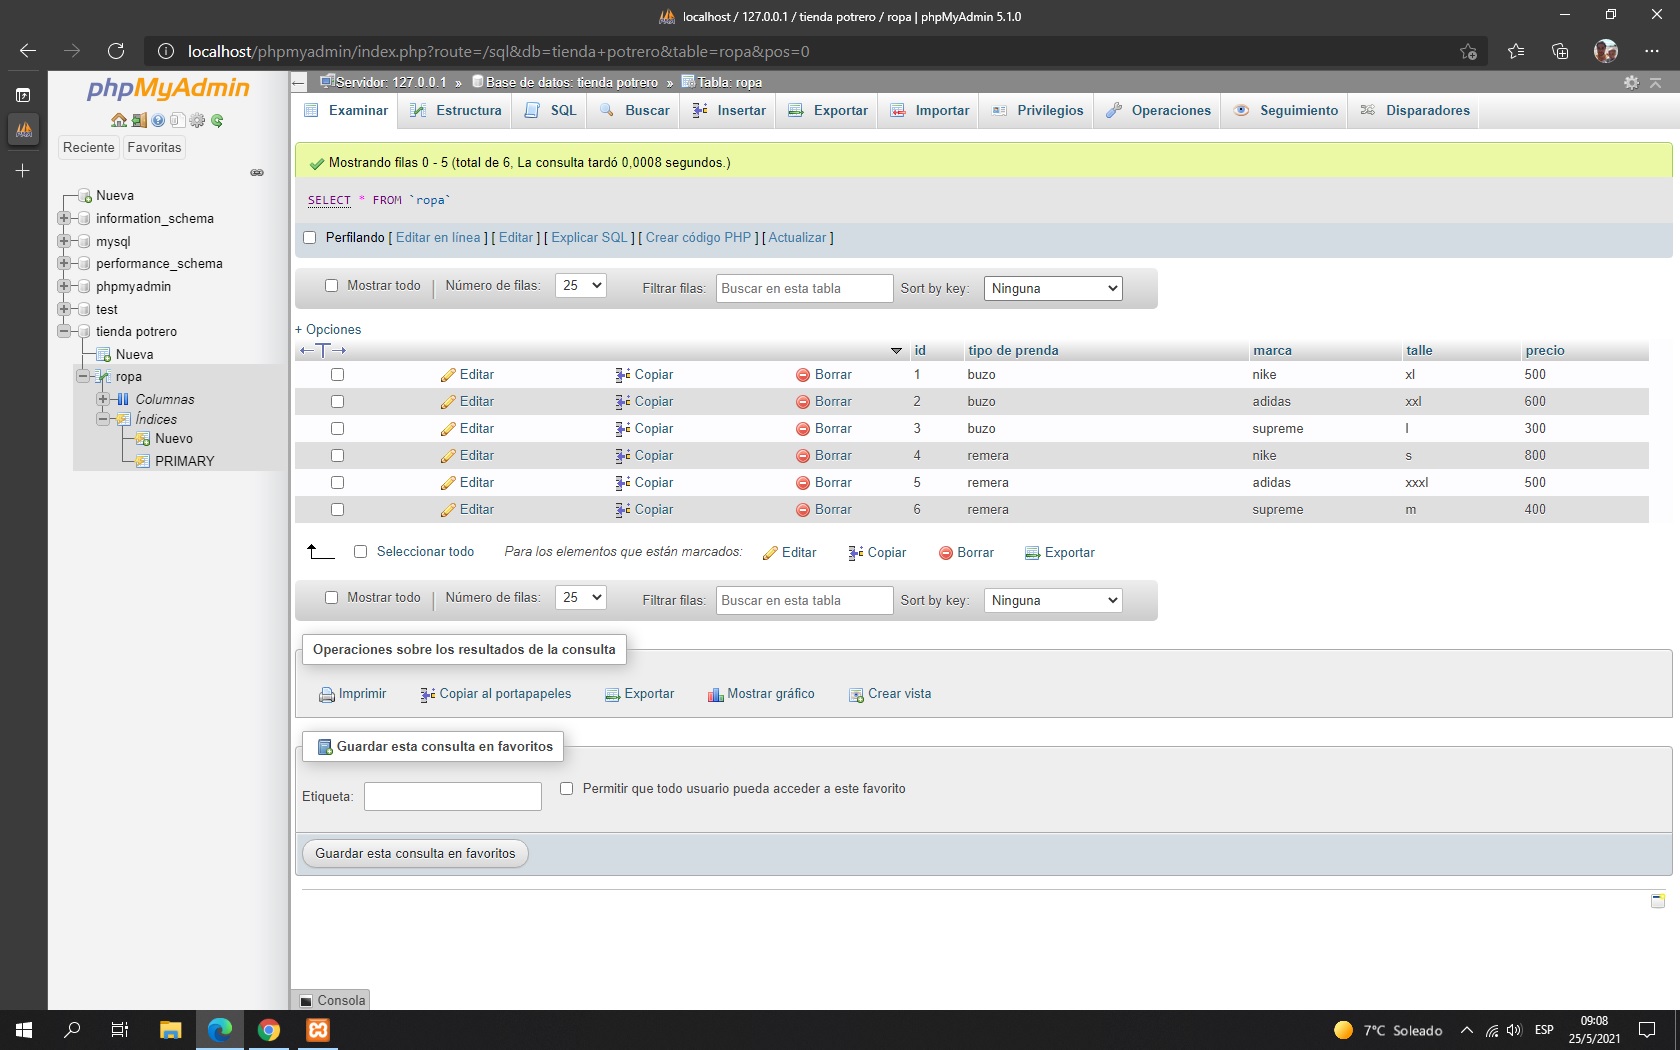 localhost / 127.0.0.1 / tienda potrero / ropa | phpMyAdmin 5.1.0
localhost/phpmyadmin/index.php?route=/sql&db=tienda+potrero&table=ropa&pos=0
phpMyAdmin
Reciente Favoritas
Nueva
information_schema
mysql
performance_schema
phpmyadmin
test
tienda potrero
Nueva
ropa
Columnas
Índices
Nuevo
PRIMARY
Servidor: 127.0.0.1 » Base de datos: tienda potrero » Tabla: ropa
Examinar Estructura SQL Buscar Insertar Exportar Importar Privilegios Operaciones Seguimiento Disparadores
Mostrando filas 0 - 5 (total de 6, La consulta tardó 0,0008 segundos.)
SELECT * FROM `ropa`
Perfilando [ Editar en línea ] [ Editar ] [ Explicar SQL ] [ Crear código PHP ] [ Actualizar ]
Mostrar todo | Número de filas: 25 Filtrar filas: Buscar en esta tabla Sort by key: Ninguna
+ Opciones
←T→ id tipo de prenda marca talle precio
Editar Copiar Borrar 1 buzo nike xl 500
Editar Copiar Borrar 2 buzo adidas xxl 600
Editar Copiar Borrar 3 buzo supreme l 300
Editar Copiar Borrar 4 remera nike s 800
Editar Copiar Borrar 5 remera adidas xxxl 500
Editar Copiar Borrar 6 remera supreme m 400
Seleccionar todo Para los elementos que están marcados: Editar Copiar Borrar Exportar
Mostrar todo | Número de filas: 25 Filtrar filas: Buscar en esta tabla Sort by key: Ninguna
Operaciones sobre los resultados de la consulta
Imprimir Copiar al portapapeles Exportar Mostrar gráfico Crear vista
Guardar esta consulta en favoritos
Etiqueta: Permitir que todo usuario pueda acceder a este favorito
Guardar esta consulta en favoritos
Consola
7°C Soleado ESP 09:08
25/5/2021